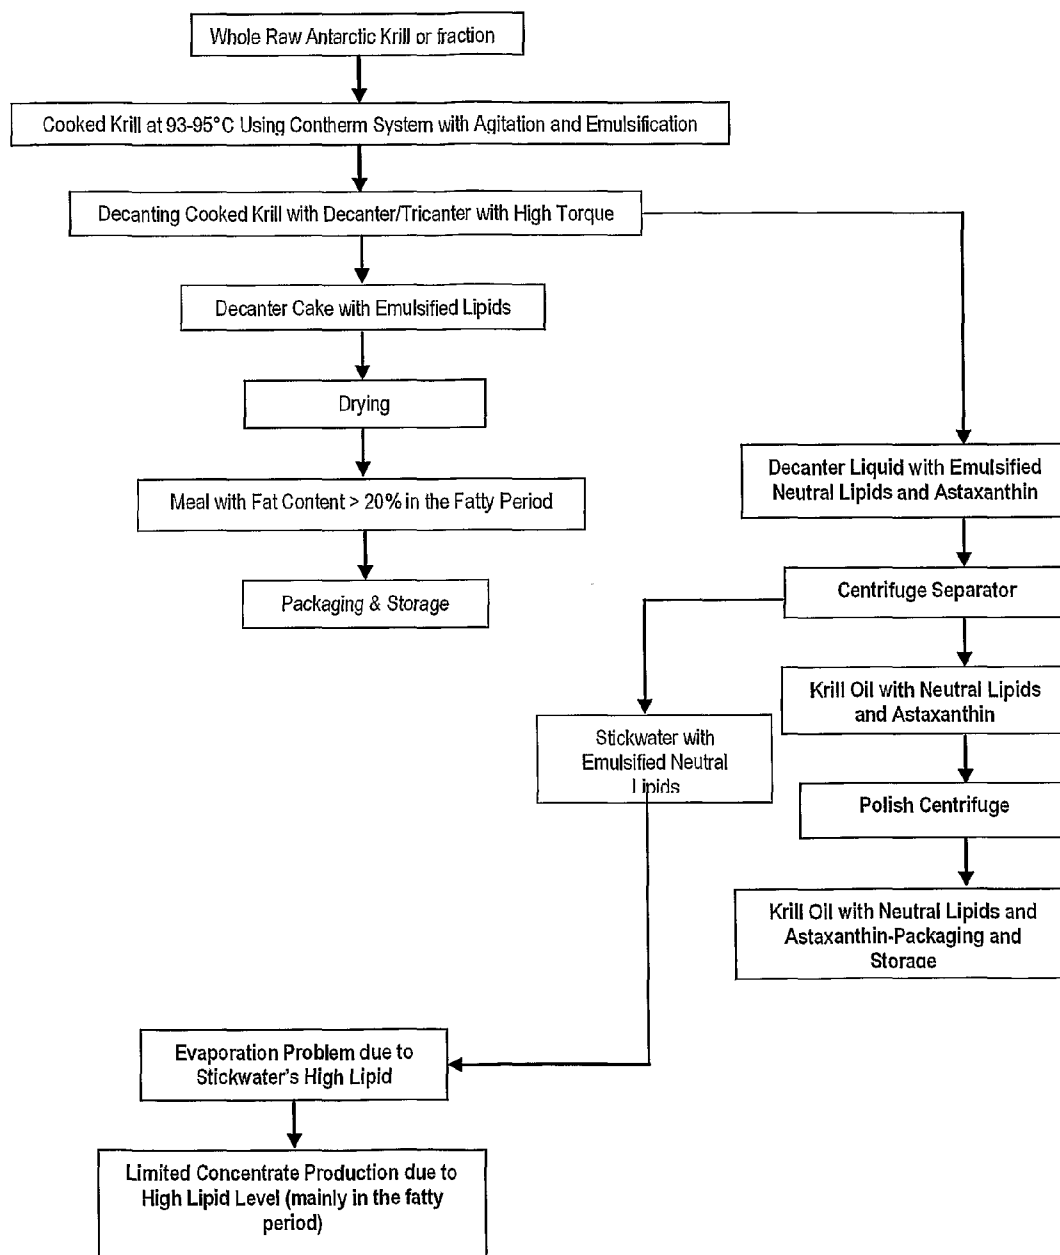 Whole Raw Antarctic Krill or fraction
Cooked Krill at 93-95°C Using Contherm System with Agitation and Emulsification
Decanting Cooked Krill with Decanter/Tricanter with High Torque
Decanter Cake with Emulsified Lipids
Drying
Meal with Fat Content > 20% in the Fatty Period
Packaging & Storage
Decanter Liquid with Emulsified
Neutral Lipids and Astaxanthin
Centrifuge Separator
Krill Oil with Neutral Lipids
and Astaxanthin
Stickwater with
Emulsified Neutral
Lipids
Polish Centrifuge
Krill Oil with Neutral Lipids and
Astaxanthin-Packaging and
Storage
Evaporation Problem due to
Stickwater's High Lipid
Limited Concentrate Production due to
High Lipid Level (mainly in the fatty
period)